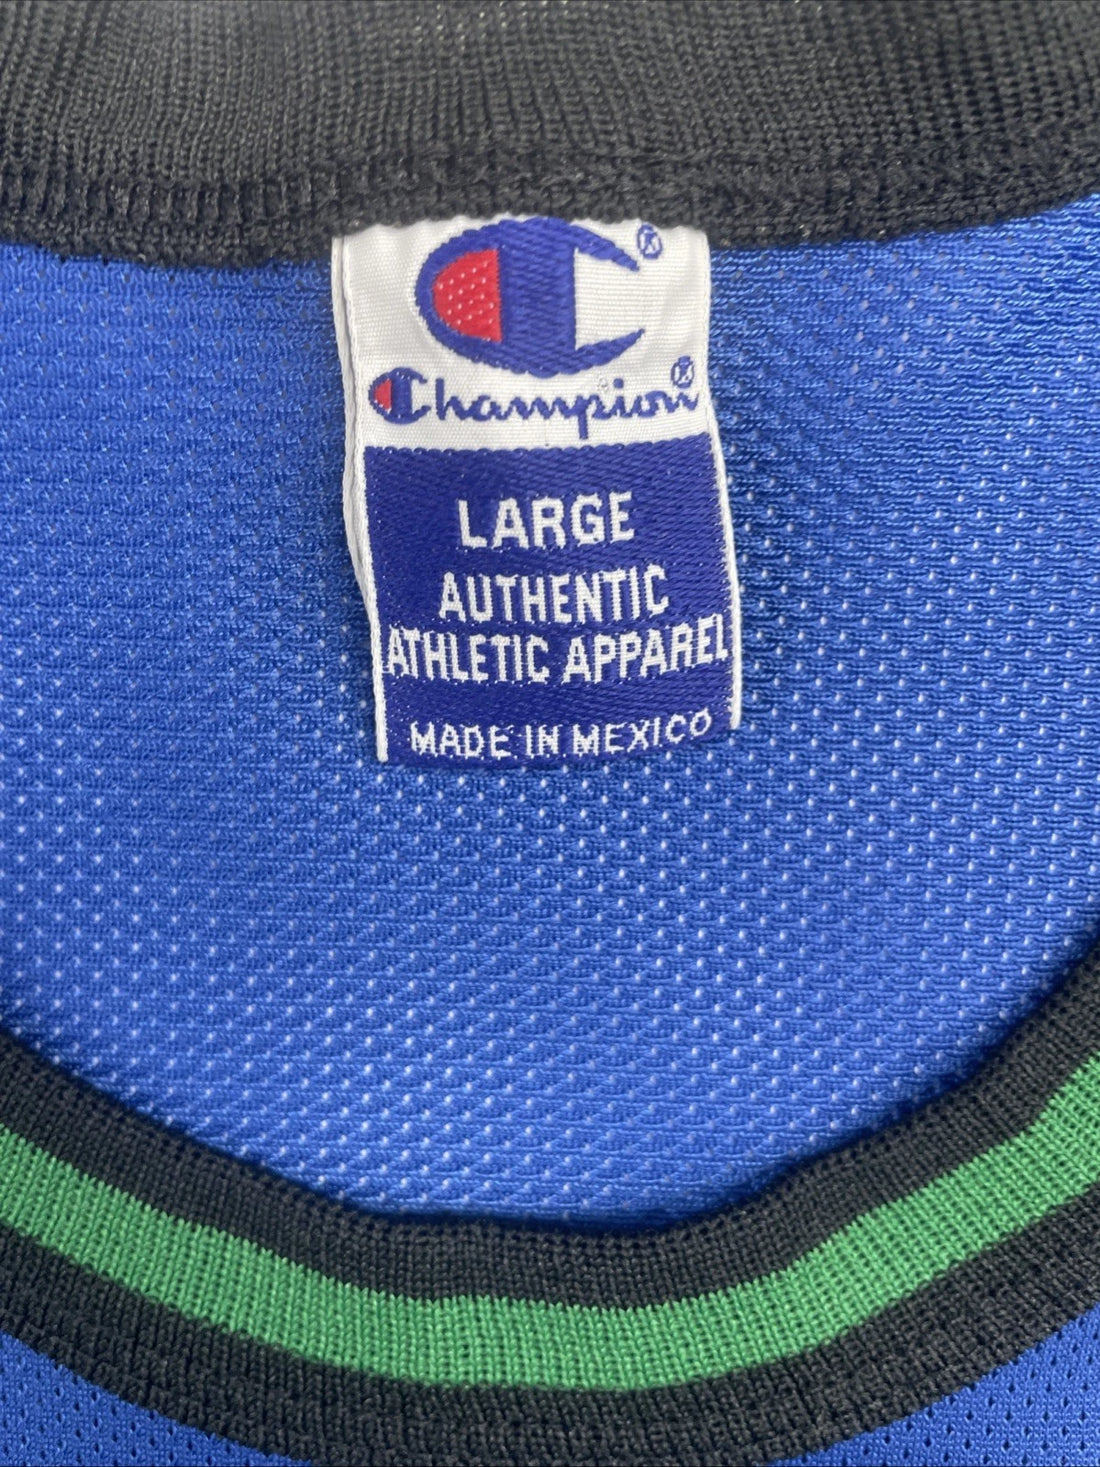 Champion®
LARGE
AUTHENTIC
ATHLETIC APPAREL
MADE IN MEXICO